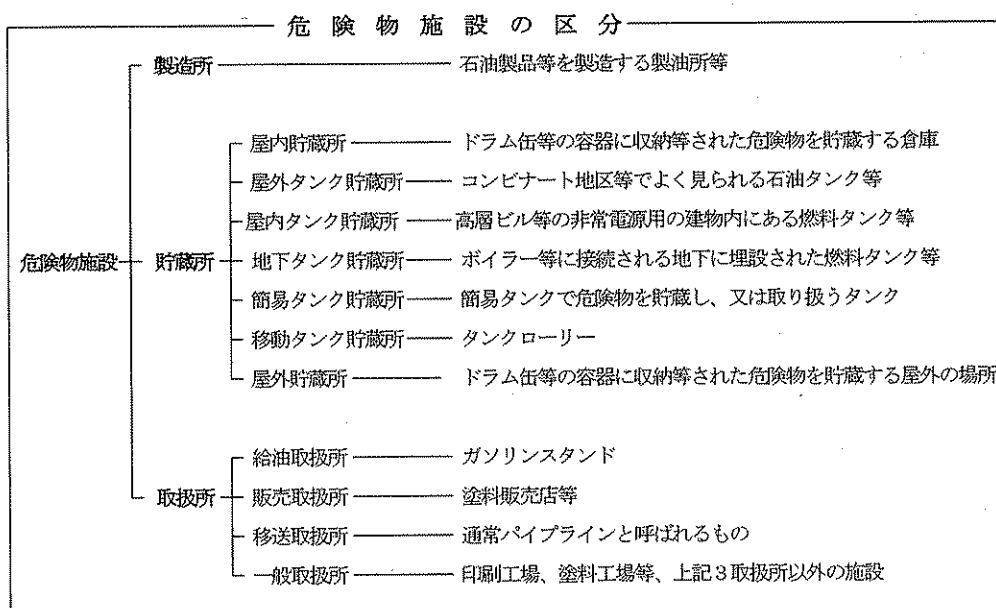 危険物施設の区分
製造所 石油製品等を製造する製油所等
屋内貯蔵所 ドラム缶等の容器に収納等された危険物を貯蔵する倉庫
屋外タンク貯蔵所 コンビナート地区等でよく見られる石油タンク等
屋内タンク貯蔵所 高層ビル等の非常電源用の建物内にある燃料タンク等
危険物施設 貯蔵所 地下タンク貯蔵所 ボイラー等に接続される地下に埋設された燃料タンク等
簡易タンク貯蔵所 簡易タンクで危険物を貯蔵し、又は取り扱うタンク
移動タンク貯蔵所 タンクローリー
屋外貯蔵所 ドラム缶等の容器に収納等された危険物を貯蔵する屋外の場所
給油取扱所 ガソリンスタンド
取扱所 販売取扱所 塗料販売店等
移送取扱所 通常パイプラインと呼ばれるもの
一般取扱所 印刷工場、塗料工場等、上記3取扱所以外の施設